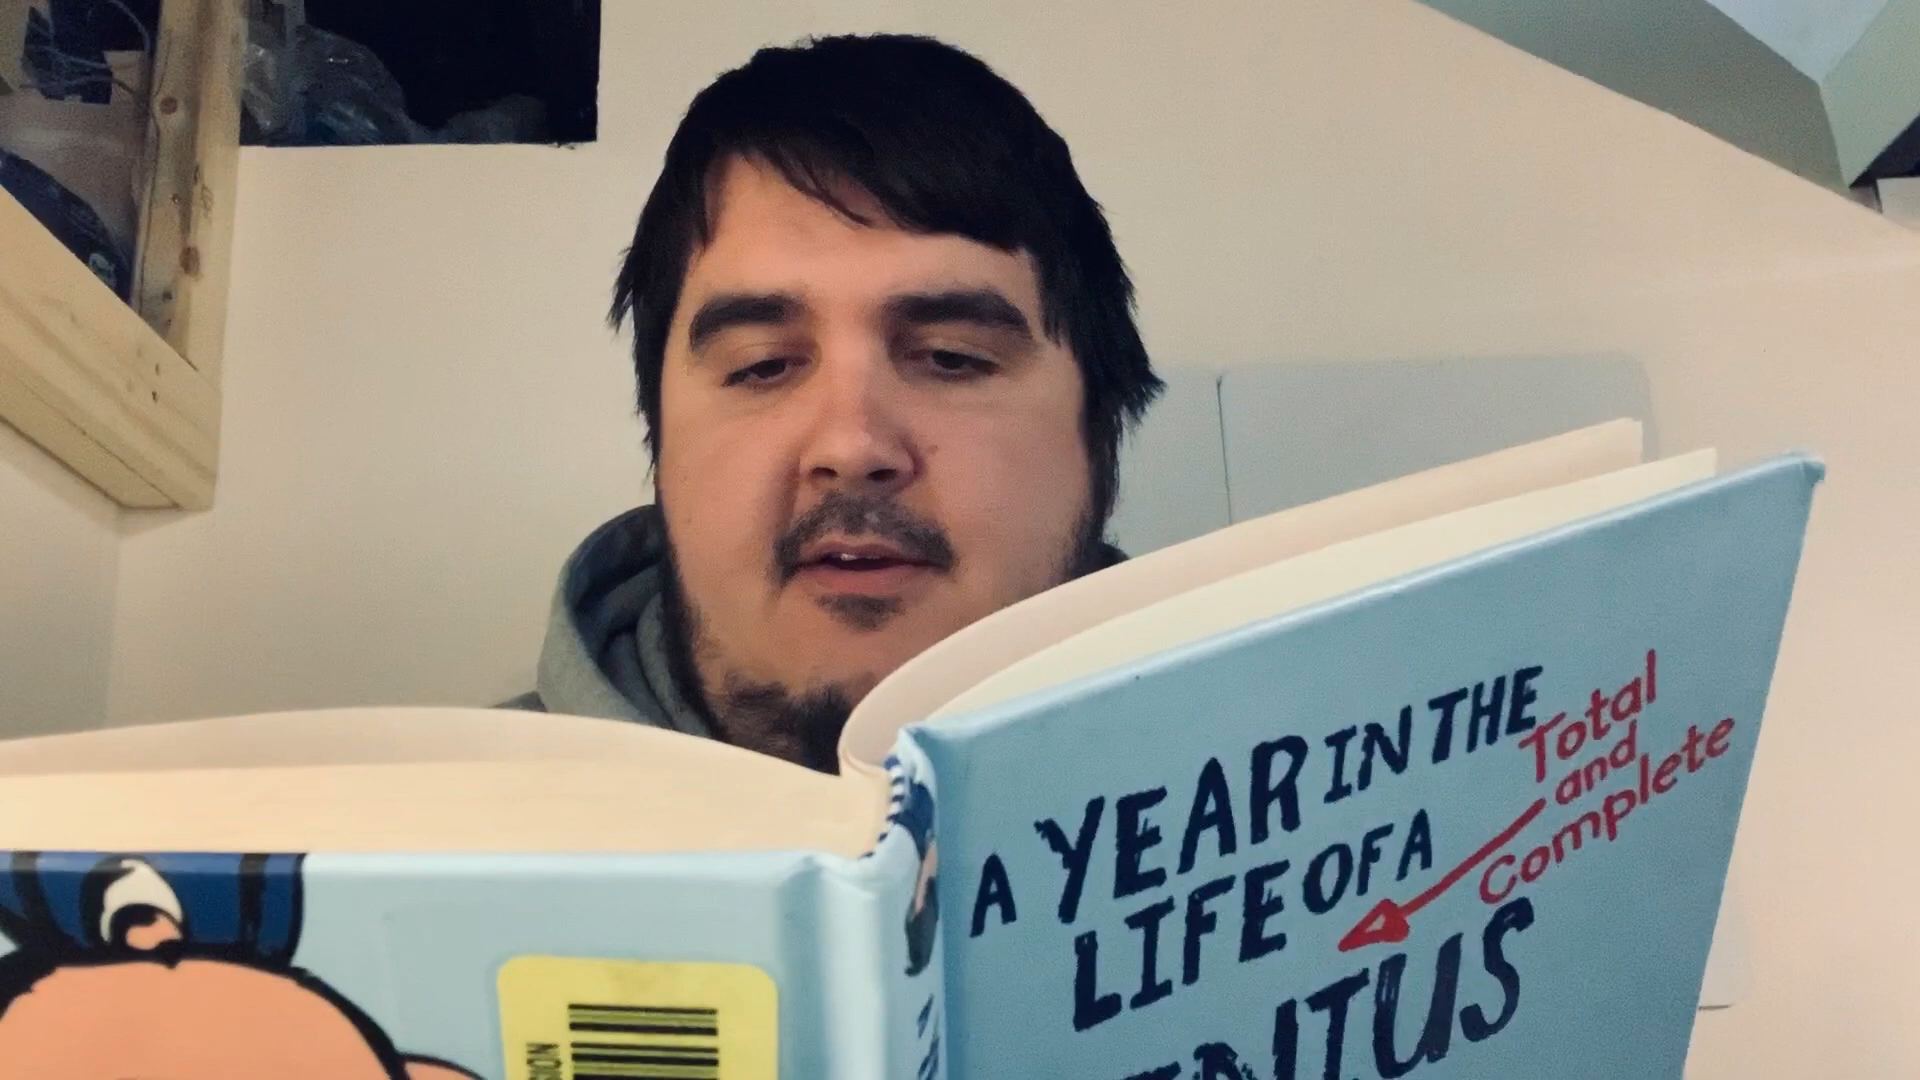 A YEAR IN THE
Total
and
Complete
LIFE OF A